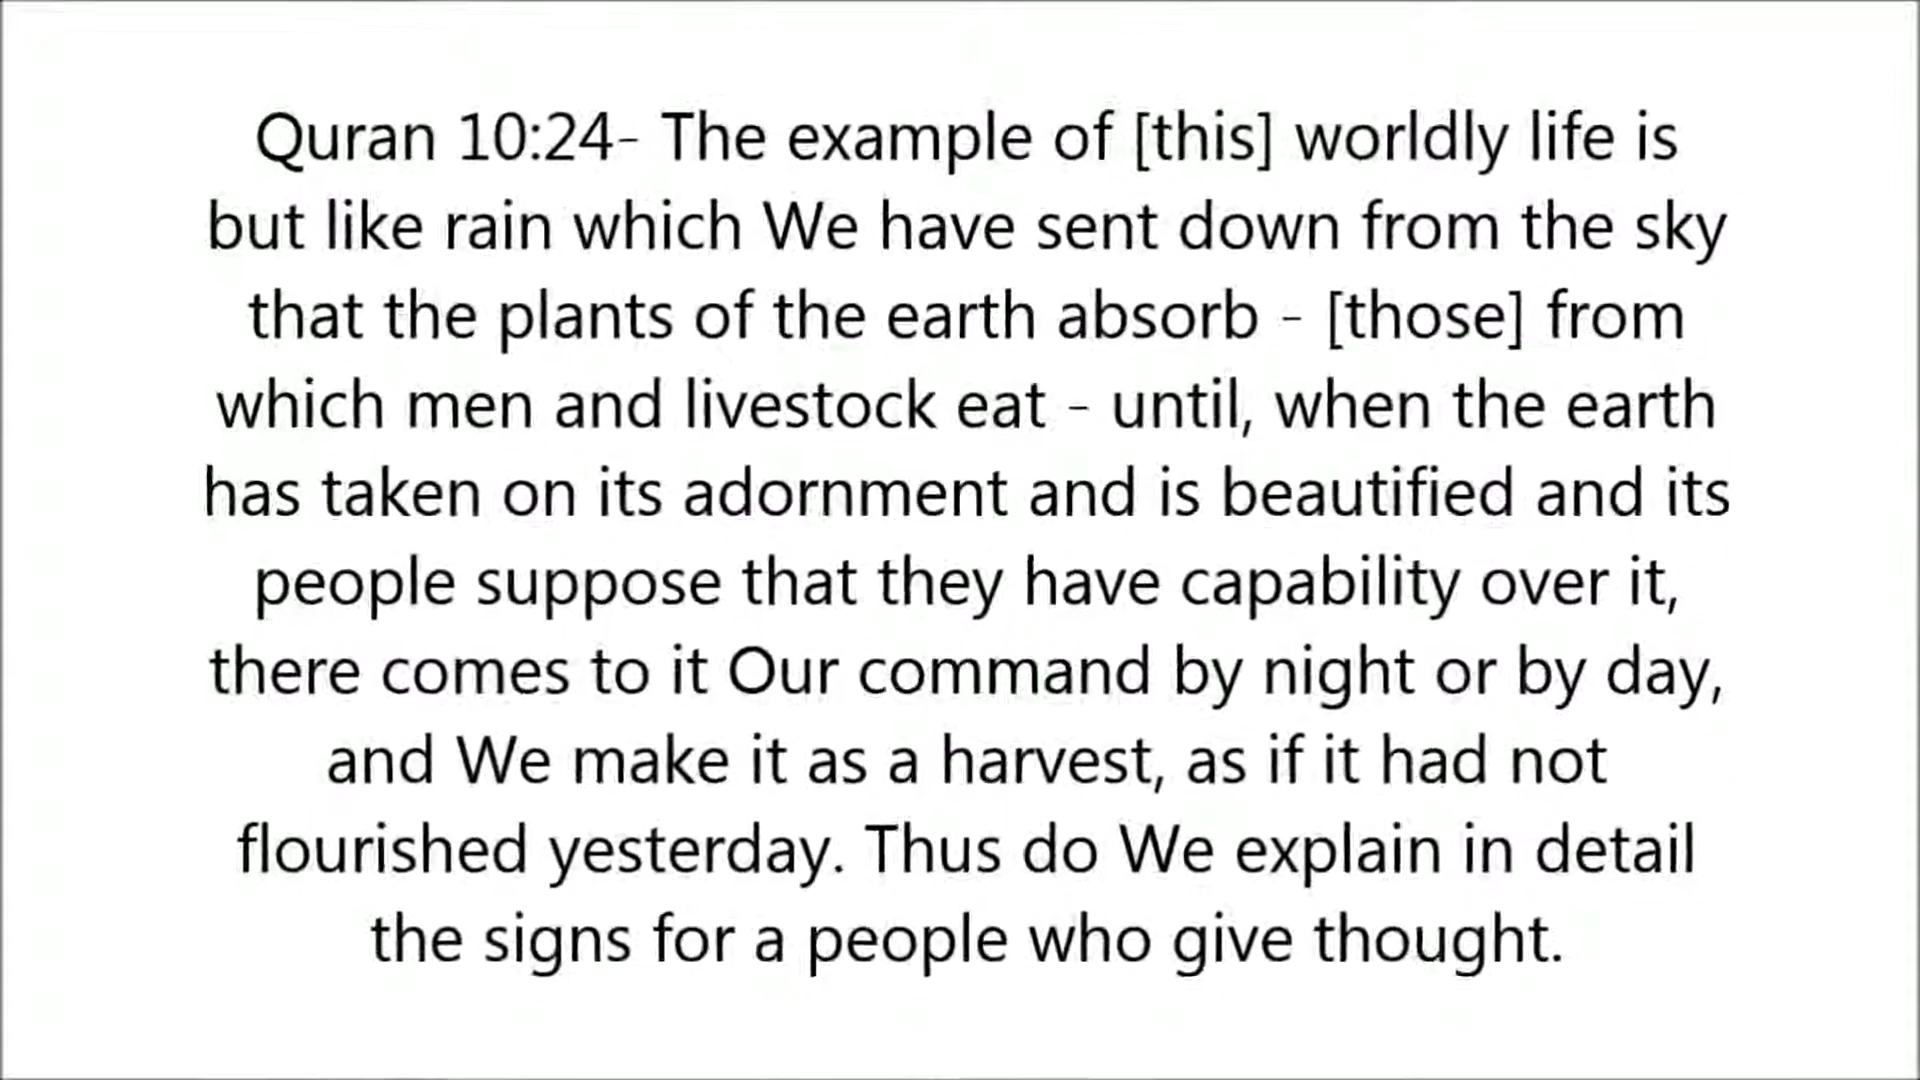 Quran 10:24- The example of [this] worldly life is
but like rain which We have sent down from the sky
that the plants of the earth absorb - [those] from
which men and livestock eat - until, when the earth
has taken on its adornment and is beautified and its
people suppose that they have capability over it,
there comes to it Our command by night or by day,
and We make it as a harvest, as if it had not
flourished yesterday. Thus do We explain in detail
the signs for a people who give thought.